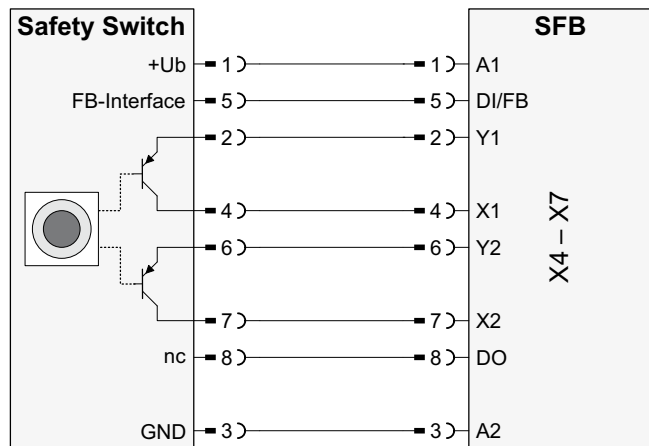 Safety Switch SFB
+Ub 1 1 A1
FB-Interface 5 5 DI/FB
2 2 Y1
4 4 X1
X4 – X7
6 6 Y2
7 7 X2
nc 8 8 DO
GND 3 3 A2